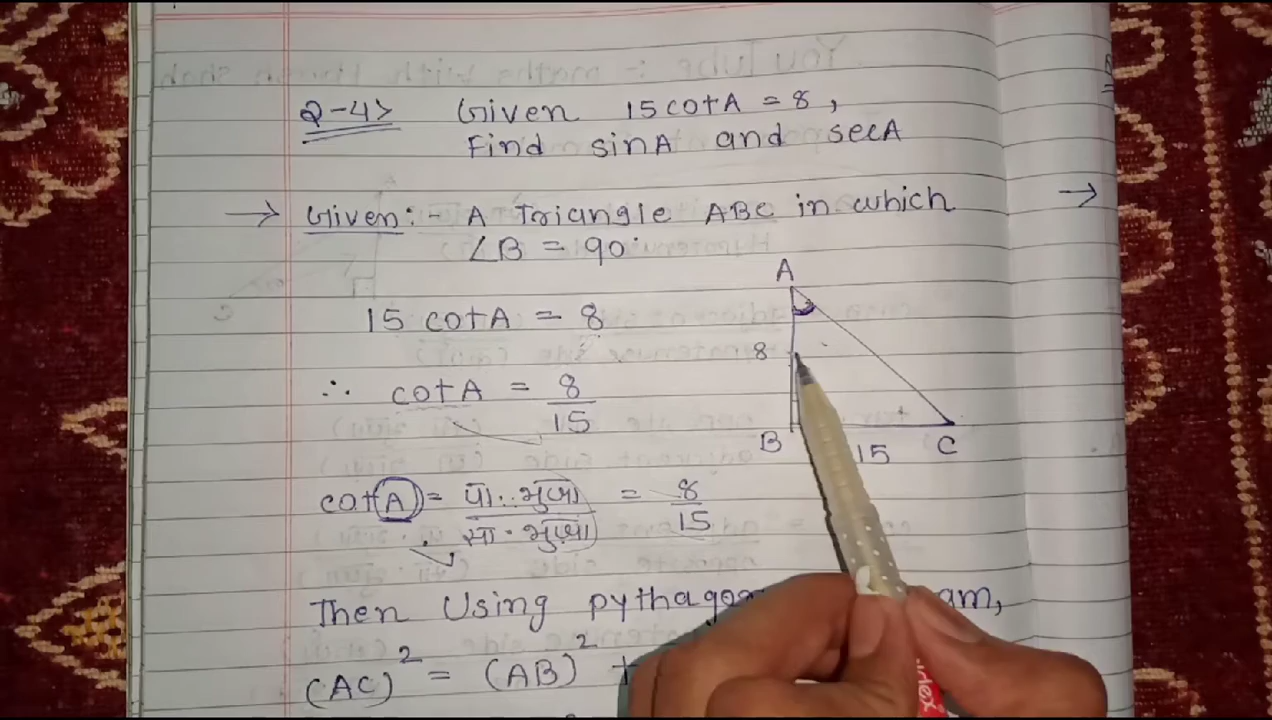 Q-4> Given 15 cotA = 8,
Find sinA and secA
→ Given:- A Triangle ABC in which →
∠B = 90°
A
15 cotA = 8
8
∴ cotA = 8/15
B 15 C
cot(A) = पा. भुजा / सा. भुजा = 8/15
Then Using
(AC)² = (AB)² +